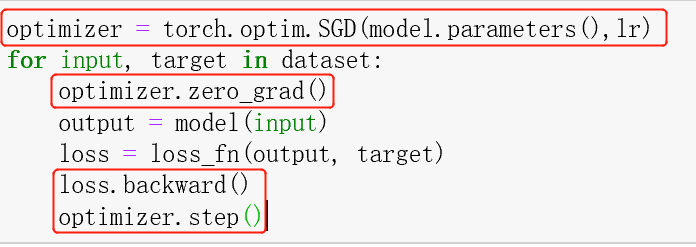 optimizer = torch.optim.SGD(model.parameters(),lr)
for input, target in dataset:
    optimizer.zero_grad()
    output = model(input)
    loss = loss_fn(output, target)
    loss.backward()
    optimizer.step()